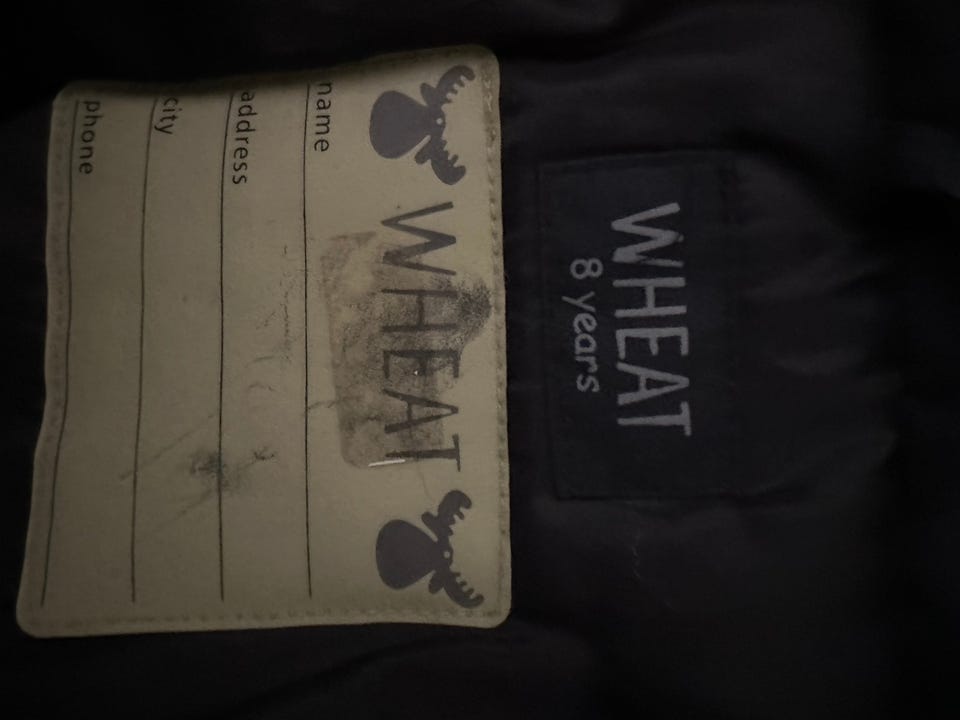 WHEAT
8 years
WHEAT
name
address
city
phone